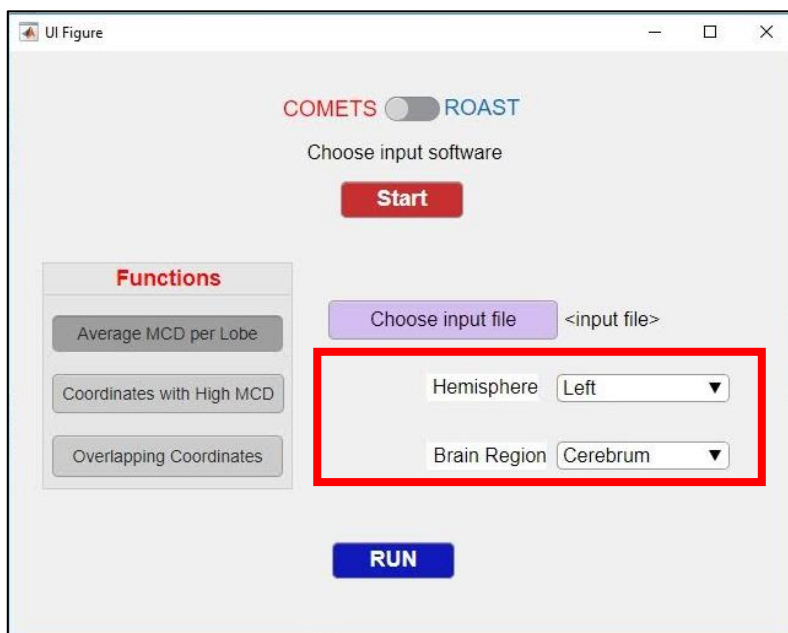 UI Figure
COMETS ROAST
Choose input software
Start
Functions
Average MCD per Lobe
Coordinates with High MCD
Overlapping Coordinates
Choose input file <input file>
Hemisphere Left
Brain Region Cerebrum
RUN